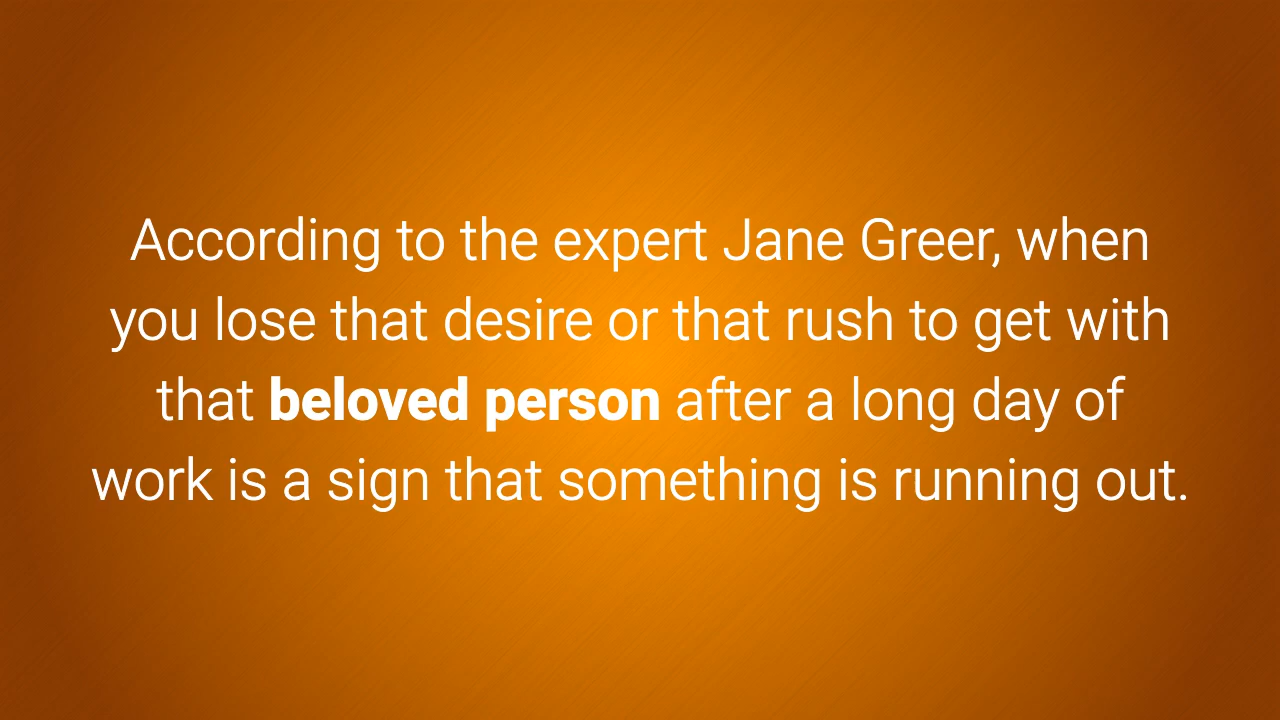 According to the expert Jane Greer, when
you lose that desire or that rush to get with
that beloved person after a long day of
work is a sign that something is running out.